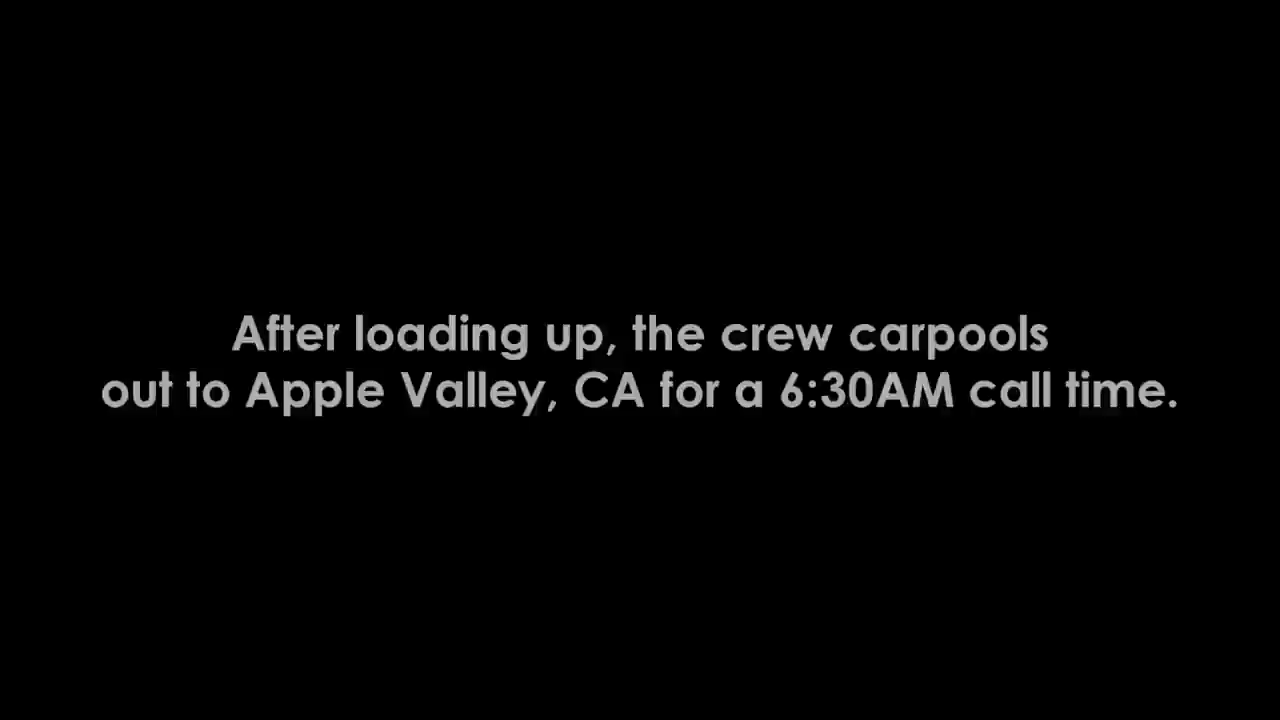 After loading up, the crew carpools
out to Apple Valley, CA for a 6:30AM call time.